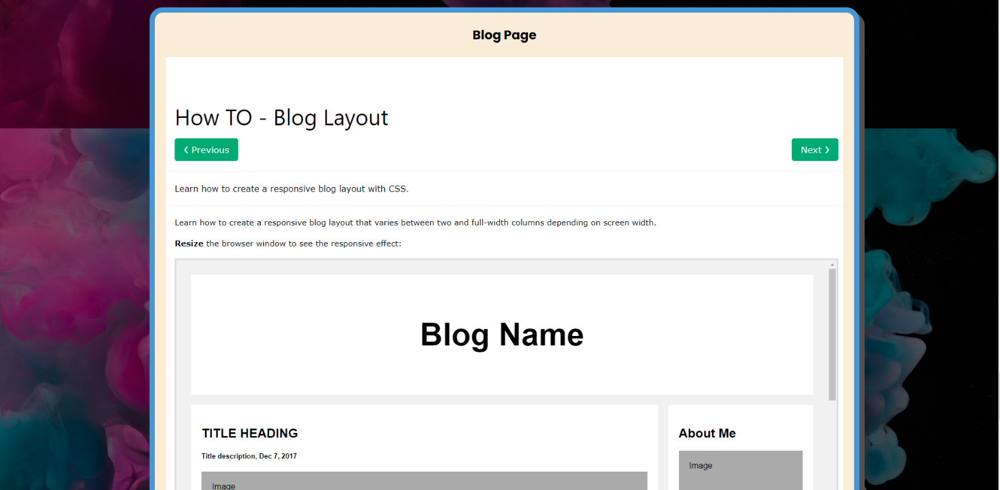 Blog Page
How TO - Blog Layout
❮ Previous
Next ❯
Learn how to create a responsive blog layout with CSS.
Learn how to create a responsive blog layout that varies between two and full-width columns depending on screen width.
Resize the browser window to see the responsive effect:
Blog Name
TITLE HEADING
Title description, Dec 7, 2017
Image
About Me
Image